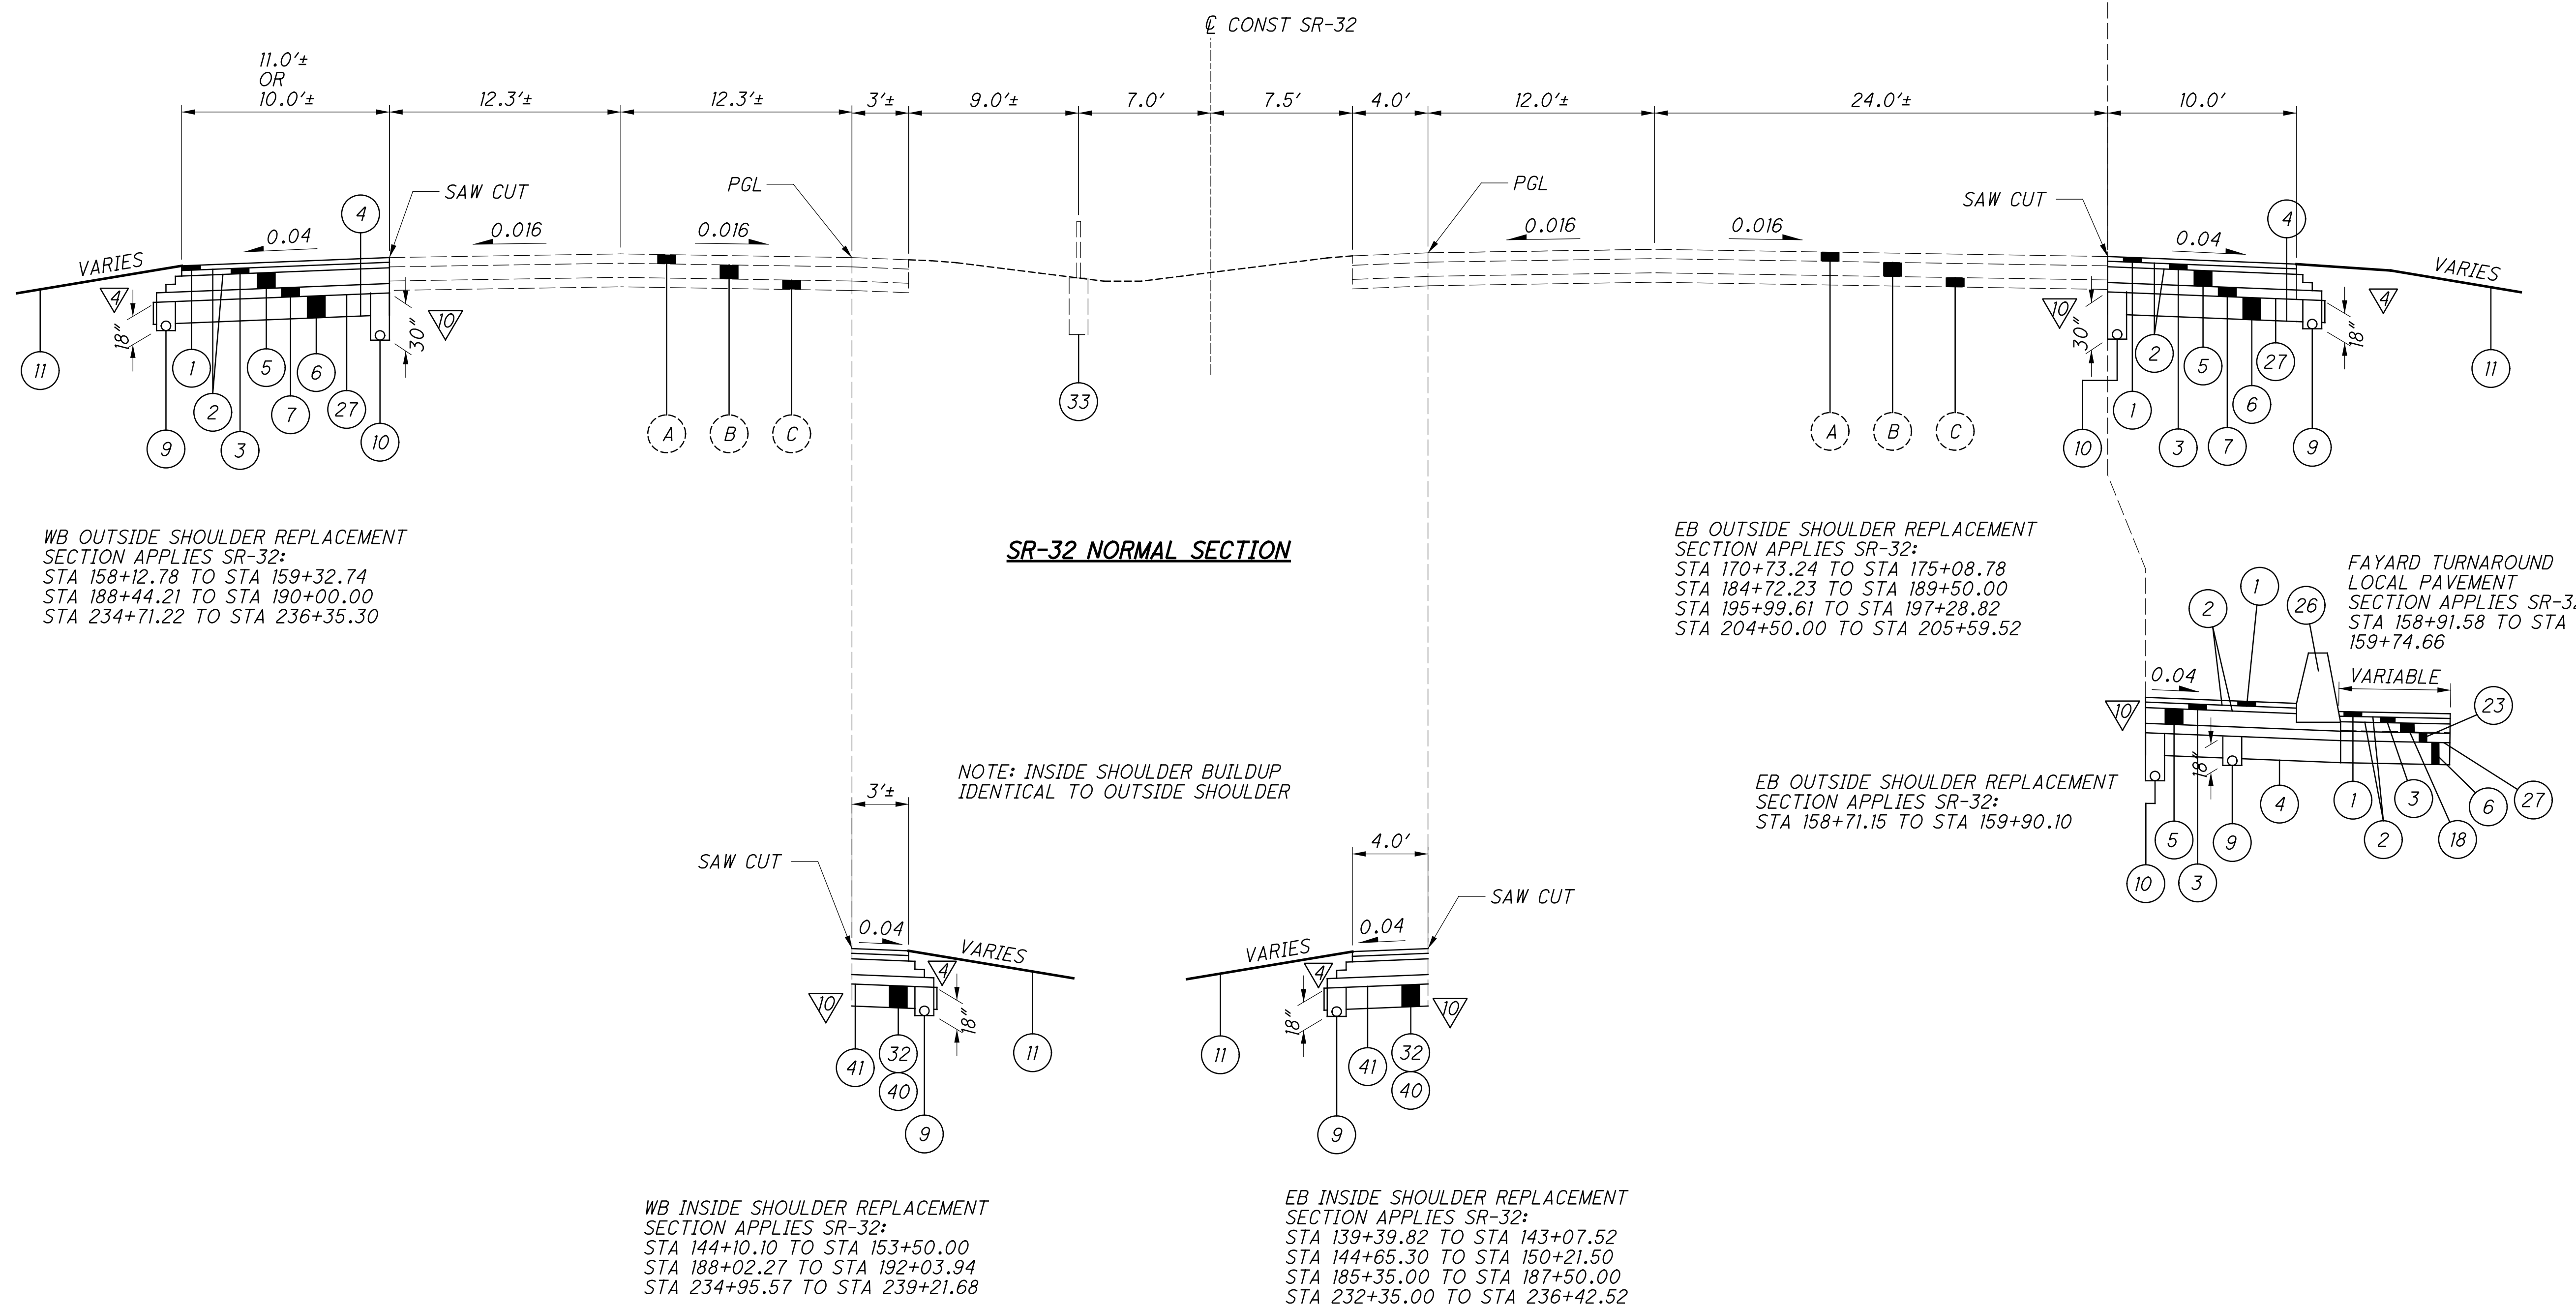 ℄ CONST SR-32
11.0'±
OR
10.0'±
12.3'±
12.3'±
3'±
9.0'±
7.0'
7.5'
4.0'
12.0'±
24.0'±
10.0'
SAW CUT
PGL
PGL
SAW CUT
4
4
VARIES
0.04
0.016
0.016
0.016
0.016
0.04
VARIES
4
18"
10
30"
10
30"
4
18"
11
1
2
5
6
7
27
9
3
10
A
B
C
33
A
B
C
10
1
2
5
27
6
3
7
9
11
WB OUTSIDE SHOULDER REPLACEMENT
SECTION APPLIES SR-32:
STA 158+12.78 TO STA 159+32.74
STA 188+44.21 TO STA 190+00.00
STA 234+71.22 TO STA 236+35.30
SR-32 NORMAL SECTION
EB OUTSIDE SHOULDER REPLACEMENT
SECTION APPLIES SR-32:
STA 170+73.24 TO STA 175+08.78
STA 184+72.23 TO STA 189+50.00
STA 195+99.61 TO STA 197+28.82
STA 204+50.00 TO STA 205+59.52
FAYARD TURNAROUND
LOCAL PAVEMENT
SECTION APPLIES SR-32
STA 158+91.58 TO STA
159+74.66
2
1
26
0.04
VARIABLE
23
10
18"
EB OUTSIDE SHOULDER REPLACEMENT
SECTION APPLIES SR-32:
STA 158+71.15 TO STA 159+90.10
5
9
4
1
3
6
27
2
18
10
3
NOTE: INSIDE SHOULDER BUILDUP
IDENTICAL TO OUTSIDE SHOULDER
3'±
SAW CUT
0.04
VARIES
4
10
18"
41
32
40
9
11
4.0'
SAW CUT
0.04
VARIES
4
10
18"
11
41
32
40
9
WB INSIDE SHOULDER REPLACEMENT
SECTION APPLIES SR-32:
STA 144+10.10 TO STA 153+50.00
STA 188+02.27 TO STA 192+03.94
STA 234+95.57 TO STA 239+21.68
EB INSIDE SHOULDER REPLACEMENT
SECTION APPLIES SR-32:
STA 139+39.82 TO STA 143+07.52
STA 144+65.30 TO STA 150+21.50
STA 185+35.00 TO STA 187+50.00
STA 232+35.00 TO STA 236+42.52